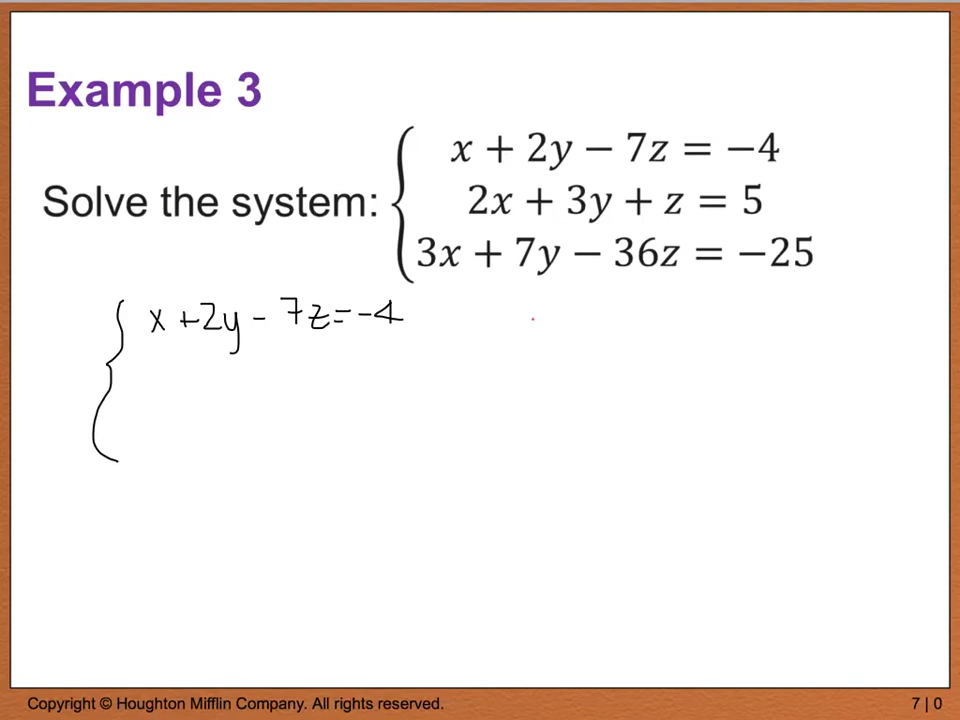 Example 3
x + 2y − 7z = −4
Solve the system: 2x + 3y + z = 5
3x + 7y − 36z = −25
x + 2y - 7z = -4
Copyright © Houghton Mifflin Company. All rights reserved.
7 | 0